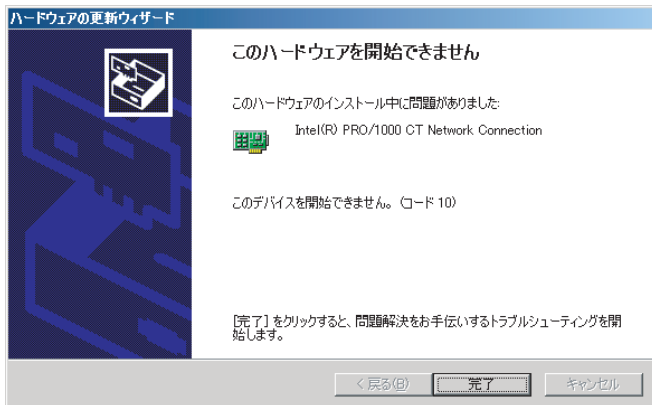 ハードウェアの更新ウィザード
このハードウェアを開始できません
このハードウェアのインストール中に問題がありました:
Intel(R) PRO/1000 CT Network Connection
このデバイスを開始できません。 (コード 10)
[完了] をクリックすると、問題解決をお手伝いするトラブルシューティングを開
始します。
< 戻る(B)
完了
キャンセル